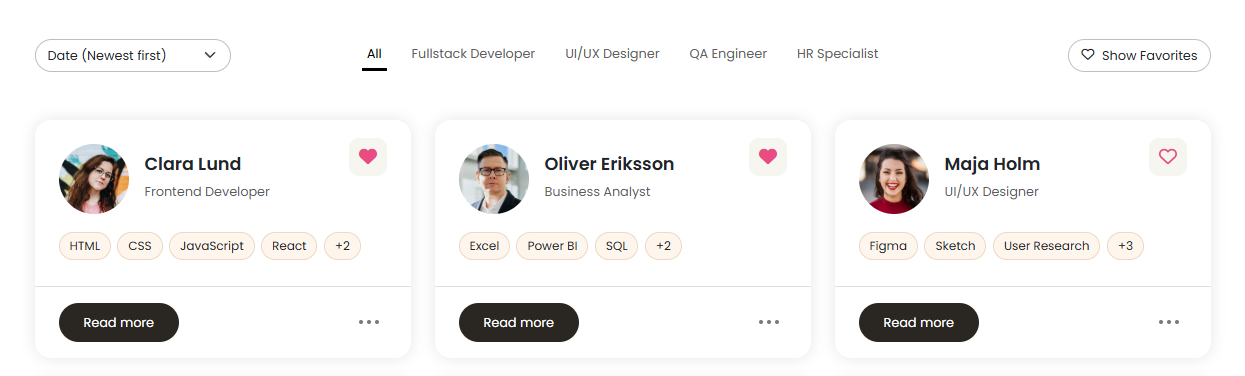 Date (Newest first)
All Fullstack Developer UI/UX Designer QA Engineer HR Specialist
Show Favorites
Clara Lund
Frontend Developer
HTML CSS JavaScript React +2
Read more
Oliver Eriksson
Business Analyst
Excel Power BI SQL +2
Read more
Maja Holm
UI/UX Designer
Figma Sketch User Research +3
Read more